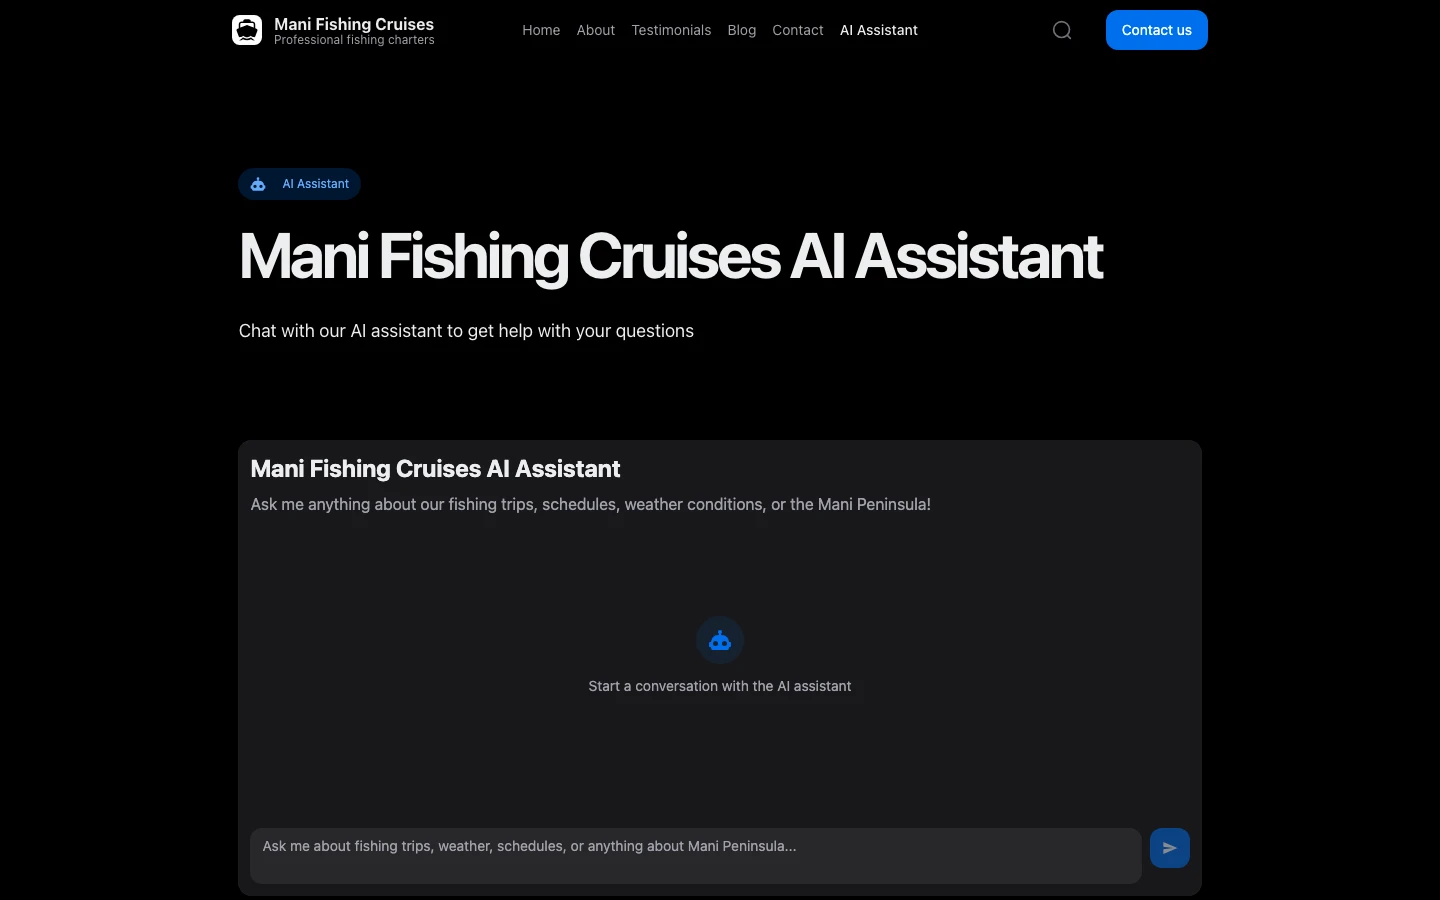 Mani Fishing Cruises
Professional fishing charters
Home About Testimonials Blog Contact AI Assistant
Contact us
AI Assistant
Mani Fishing Cruises AI Assistant
Chat with our AI assistant to get help with your questions
Mani Fishing Cruises AI Assistant
Ask me anything about our fishing trips, schedules, weather conditions, or the Mani Peninsula!
Start a conversation with the AI assistant
Ask me about fishing trips, weather, schedules, or anything about Mani Peninsula...